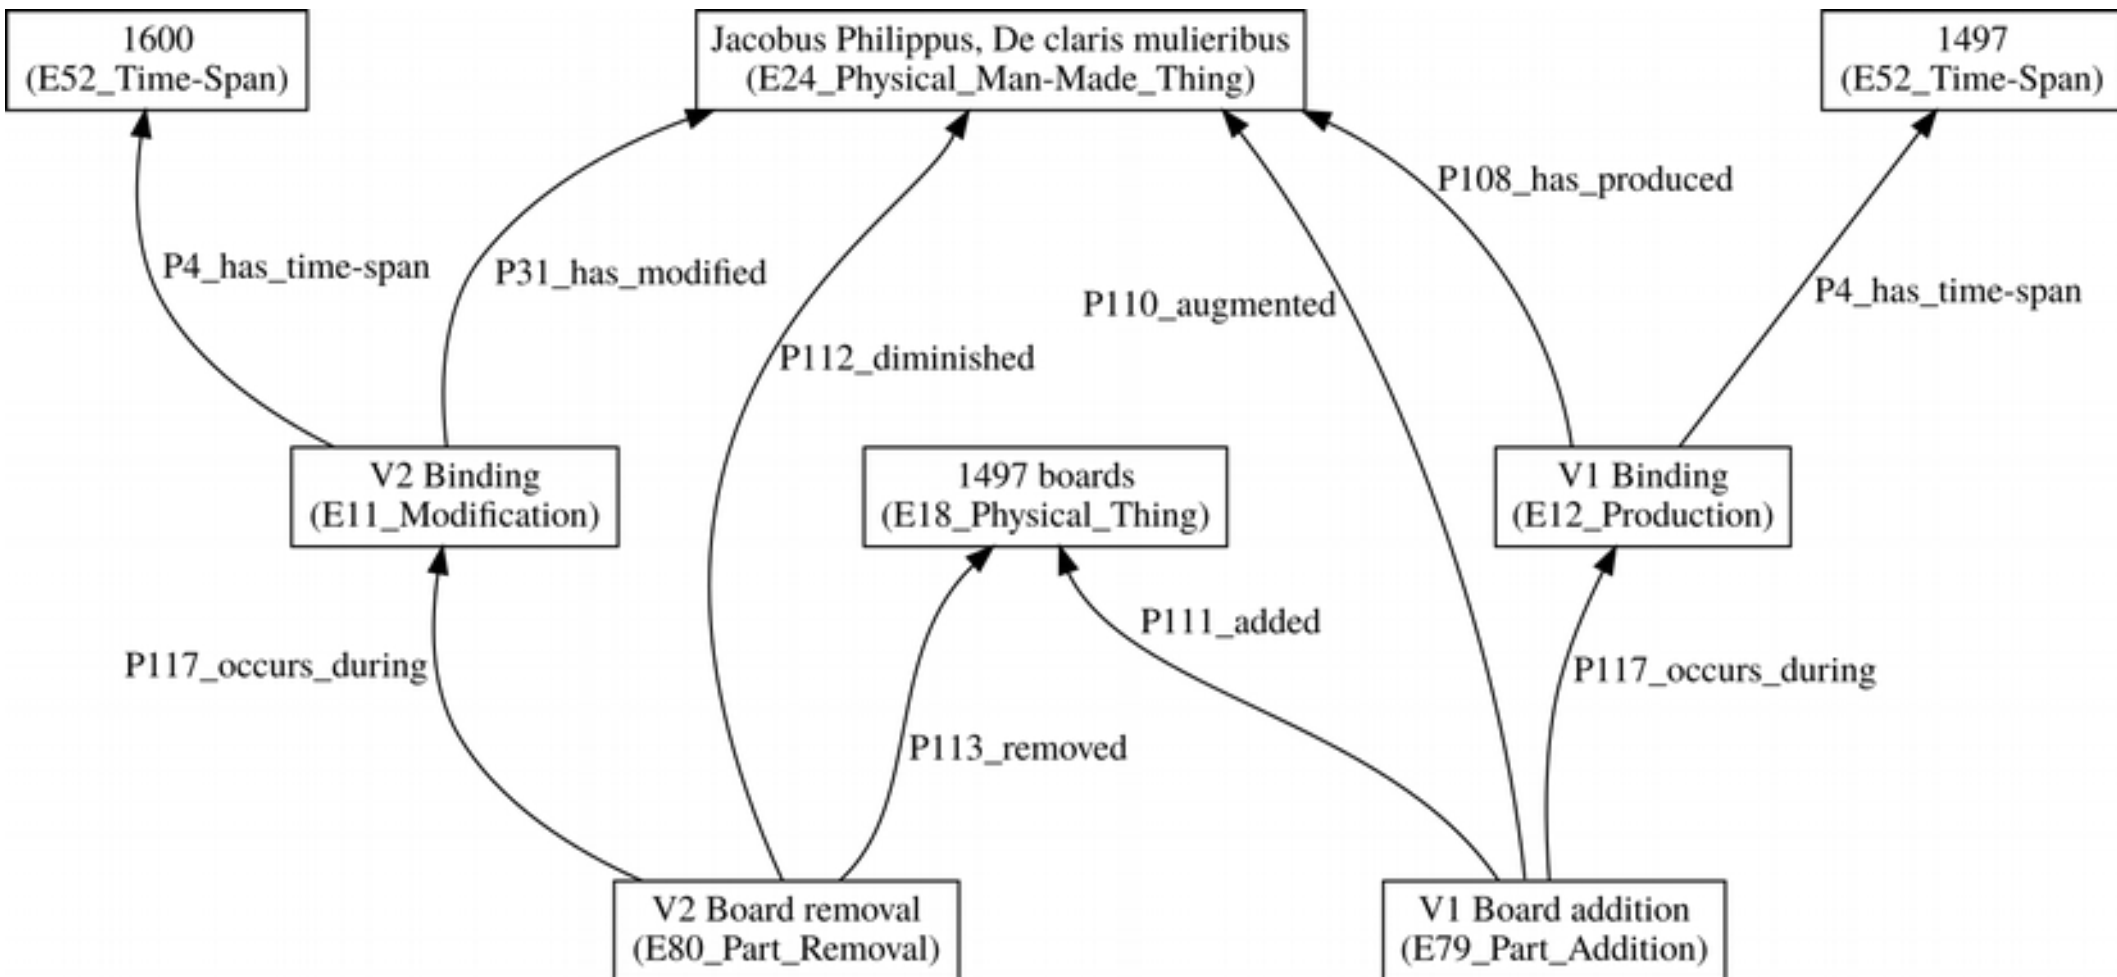 1600
(E52_Time-Span)
Jacobus Philippus, De claris mulieribus
(E24_Physical_Man-Made_Thing)
1497
(E52_Time-Span)
P108_has_produced
P4_has_time-span
P31_has_modified
P110_augmented
P4_has_time-span
P112_diminished
V2 Binding
(E11_Modification)
1497 boards
(E18_Physical_Thing)
V1 Binding
(E12_Production)
P111_added
P117_occurs_during
P117_occurs_during
P113_removed
V2 Board removal
(E80_Part_Removal)
V1 Board addition
(E79_Part_Addition)